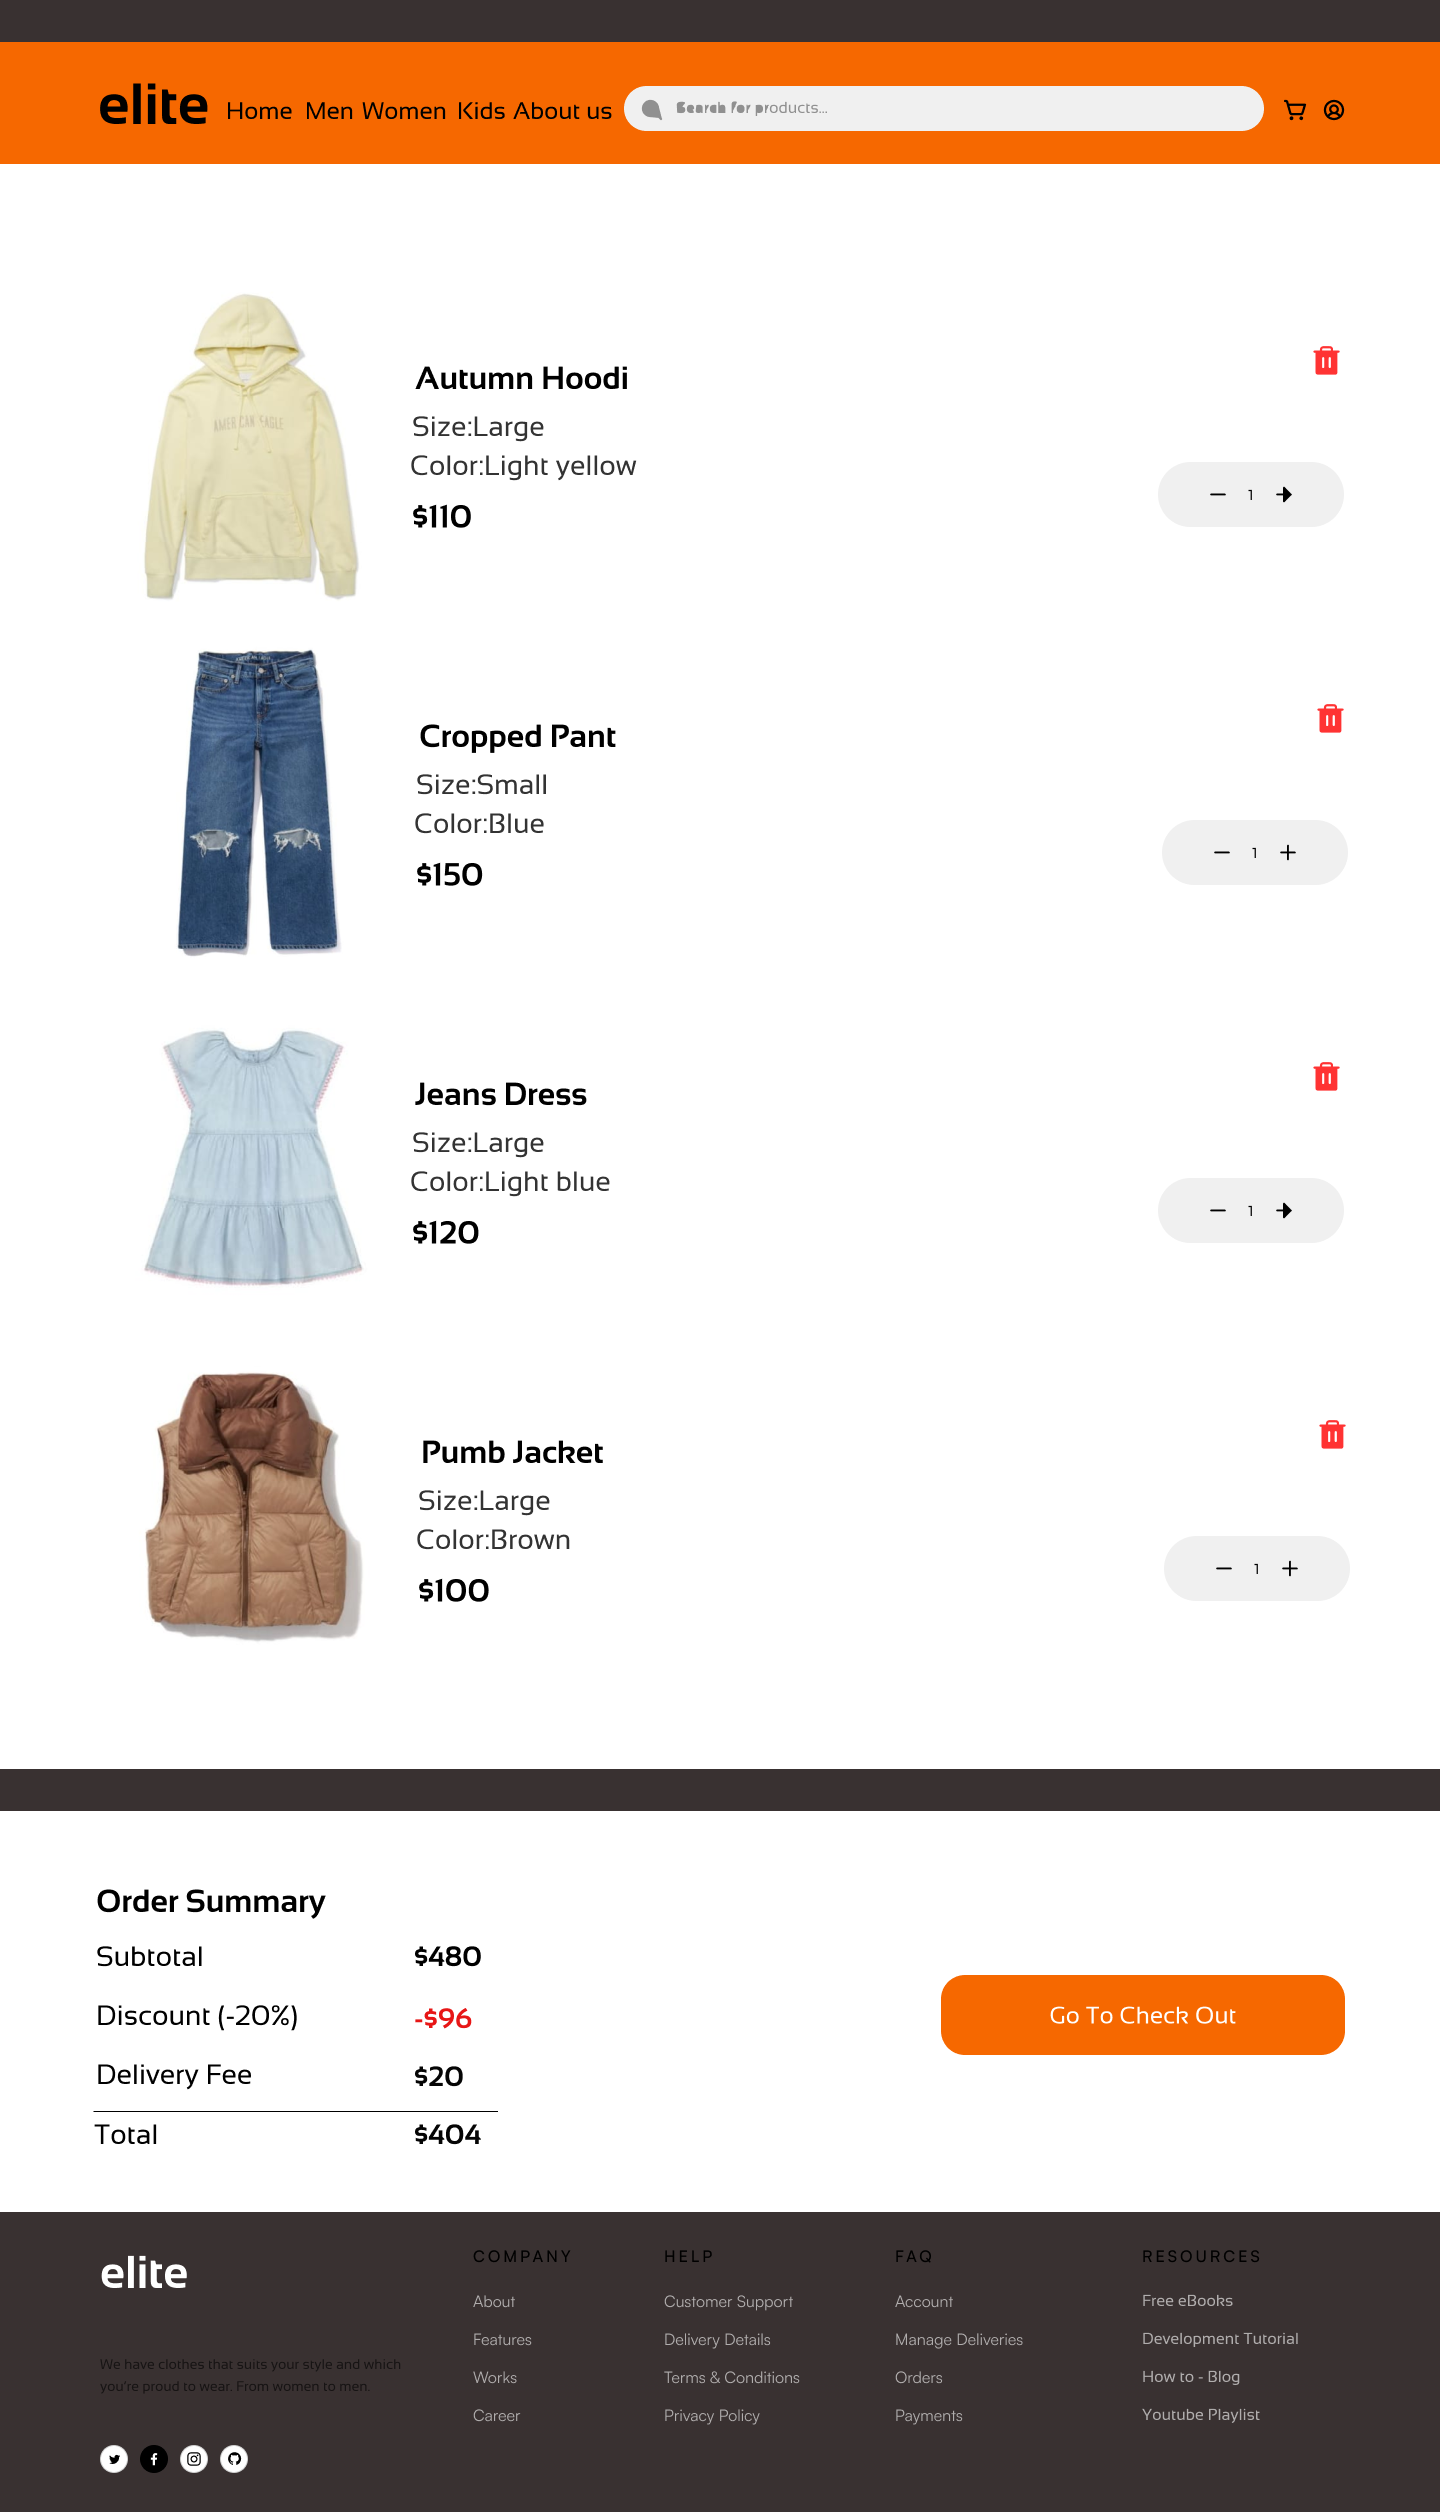 elite Home Men Women Kids About us Search for products...
AMERICAN EAGLE
Autumn Hoodi
Size:Large
Color:Light yellow
$110
1
Cropped Pant
Size:Small
Color:Blue
$150
1
Jeans Dress
Size:Large
Color:Light blue
$120
1
Pumb Jacket
Size:Large
Color:Brown
$100
1
Order Summary
Subtotal $480
Discount (-20%) -$96
Delivery Fee $20
Total $404
Go To Check Out
elite
We have clothes that suits your style and which
you're proud to wear. From women to men.
COMPANY
About
Features
Works
Career
HELP
Customer Support
Delivery Details
Terms & Conditions
Privacy Policy
FAQ
Account
Manage Deliveries
Orders
Payments
RESOURCES
Free eBooks
Development Tutorial
How to - Blog
Youtube Playlist